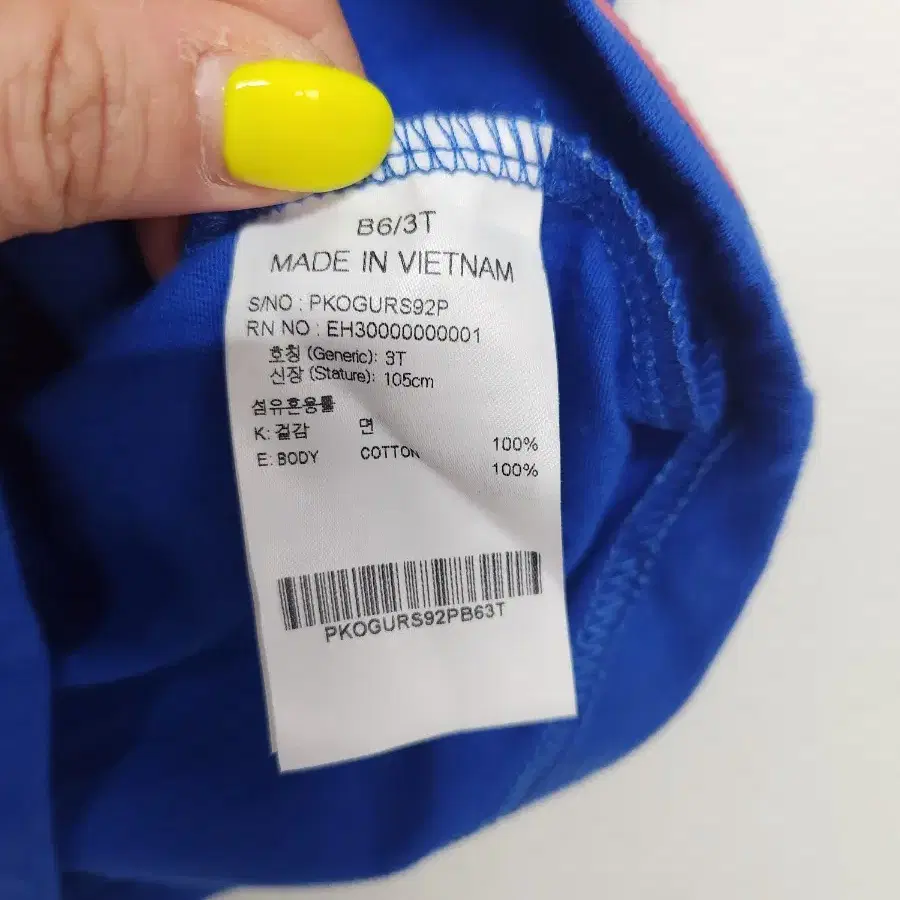 B6/3T
MADE IN VIETNAM
S/NO : PKOGURS92P
RN NO : EH30000000001
호칭 (Generic): 3T
신장 (Stature): 105cm
섬유혼용률
K: 겉감 면 100%
E: BODY COTTON 100%
PKOGURS92PB63T